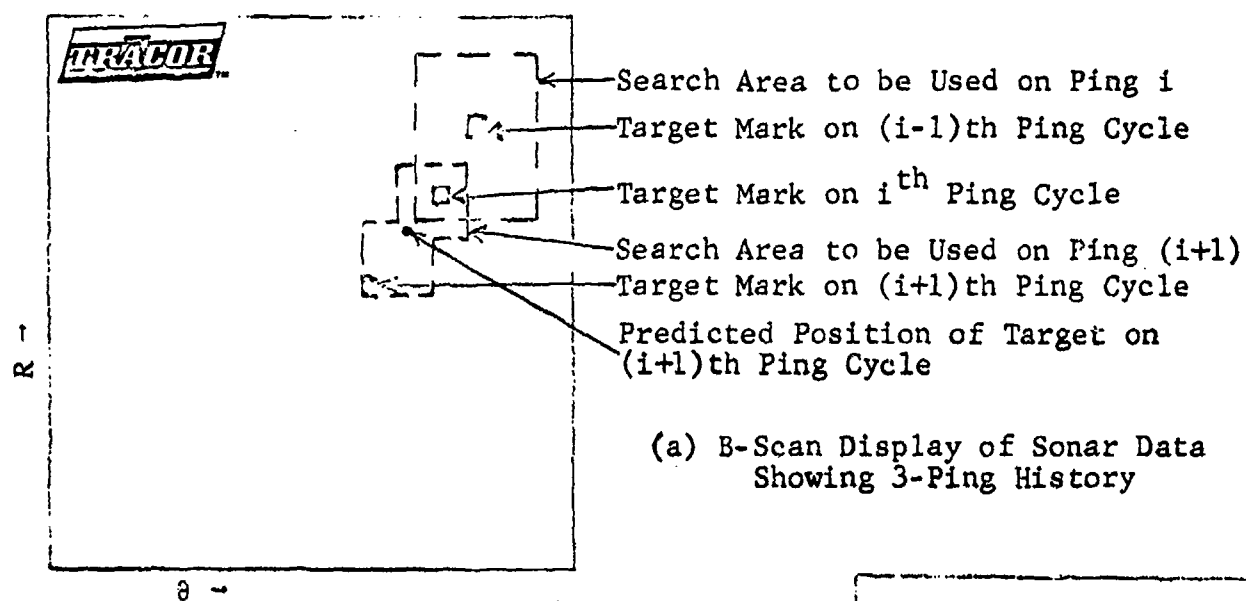 TRACOR
Search Area to be Used on Ping i
Target Mark on (i-1)th Ping Cycle
Target Mark on i^th Ping Cycle
Search Area to be Used on Ping (i+1)
Target Mark on (i+1)th Ping Cycle
Predicted Position of Target on
(i+1)th Ping Cycle
R →
(a) B-Scan Display of Sonar Data
Showing 3-Ping History
∂ →